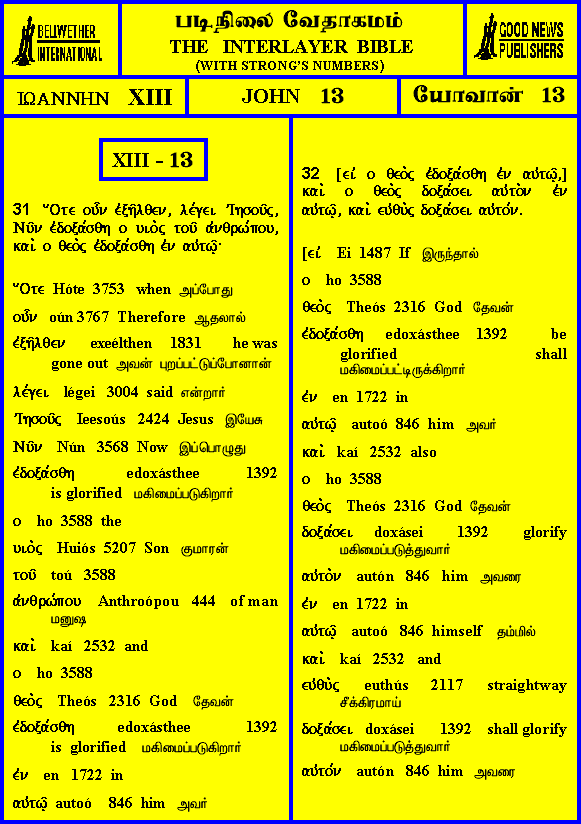 BELLWETHER
INTERNATIONAL
படிநிலை வேதாகமம்
THE INTERLAYER BIBLE
(WITH STRONG'S NUMBERS)
GOOD NEWS
PUBLISHERS
ΙΩΑΝΝΗΝ XIII
JOHN 13
யோவான் 13
XIII - 13
31 Ὅτε οὖν ἐξῆλθεν, λέγει Ἰησοῦς,
Νῦν ἐδοξάσθη ο υιὸς τοῦ ἀνθρώπου,
καὶ ο θεὸς ἐδοξάσθη ἐν αὐτῷ·
Ὅτε Hóte 3753 when அப்போது
οὖν oún 3767 Therefore ஆதலால்
ἐξῆλθεν exeélthen 1831 he was
gone out அவன் புறப்பட்டுப்போனான்
λέγει légei 3004 said என்றார்
Ἰησοῦς Ieesoús 2424 Jesus இயேசு
Νῦν Nún 3568 Now இப்பொழுது
ἐδοξάσθη edoxásthee 1392
is glorified மகிமைப்படுகிறார்
ο ho 3588 the
υιὸς Huiós 5207 Son குமாரன்
τοῦ toú 3588
ἀνθρώπου Anthroópou 444 of man
மனுஷ
καὶ kaí 2532 and
ο ho 3588
θεὸς Theós 2316 God தேவன்
ἐδοξάσθη edoxásthee 1392
is glorified மகிமைப்படுகிறார்
ἐν en 1722 in
αὐτῷ autoó 846 him அவர்
32 [εἰ ο θεὸς ἐδοξάσθη ἐν αὐτῷ,]
καὶ ο θεὸς δοξάσει αὐτὸν ἐν
αὐτῷ, καὶ εὐθὺς δοξάσει αὐτόν.
[εἰ Ei 1487 If இருந்தால்
ο ho 3588
θεὸς Theós 2316 God தேவன்
ἐδοξάσθη edoxásthee 1392 be
glorified shall
மகிமைப்பட்டிருக்கிறார்
ἐν en 1722 in
αὐτῷ autoó 846 him அவர்
καὶ kaí 2532 also
ο ho 3588
θεὸς Theós 2316 God தேவன்
δοξάσει doxásei 1392 glorify
மகிமைப்படுத்துவார்
αὐτὸν autón 846 him அவரை
ἐν en 1722 in
αὐτῷ autoó 846 himself தம்மில்
καὶ kaí 2532 and
εὐθὺς euthús 2117 straightway
சீக்கிரமாய்
δοξάσει doxásei 1392 shall glorify
மகிமைப்படுத்துவார்
αὐτόν autón 846 him அவரை